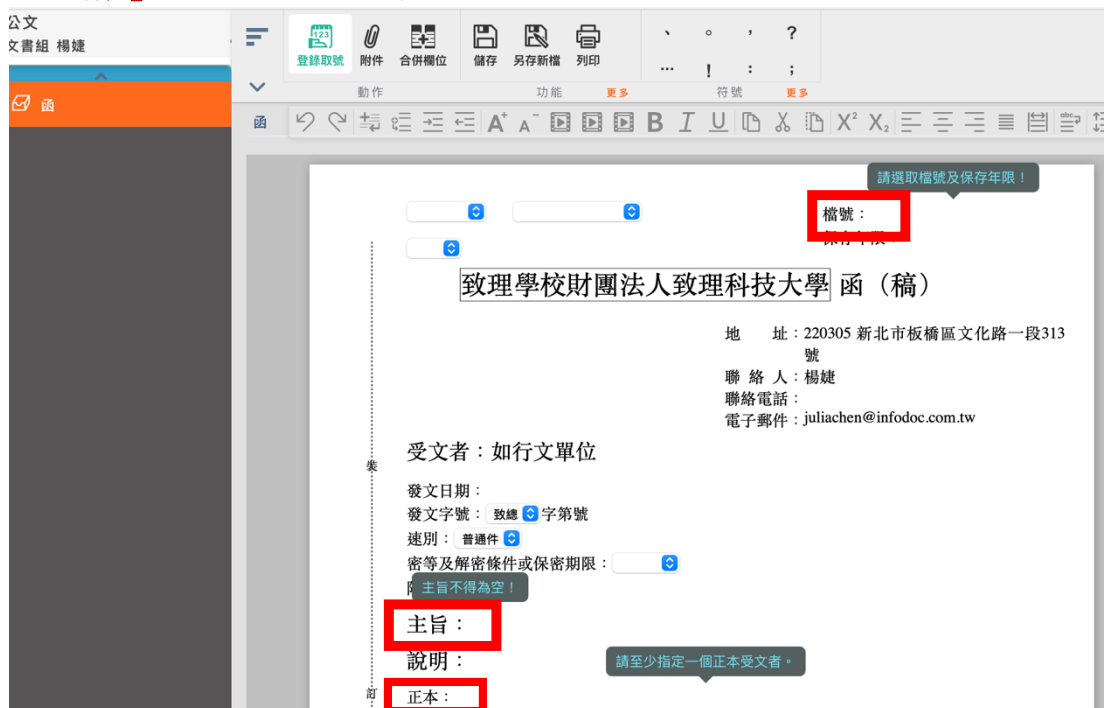 公文
文書組 楊婕
函
登錄取號 附件 合併欄位 儲存 另存新檔 列印
、 。 , ?
… ! : ;
動作 功能 更多 符號 更多
函
A+ A- B I U X² X₂ abc
請選取檔號及保存年限！
檔號：
致理學校財團法人致理科技大學 函（稿）
地 址：220305 新北市板橋區文化路一段313
號
聯 絡 人：楊婕
聯絡電話：
電子郵件：juliachen@infodoc.com.tw
受文者：如行文單位
裝
發文日期：
發文字號：致總 字第號
速別：普通件
密等及解密條件或保密期限：
主旨不得為空！
主旨：
說明：
請至少指定一個正本受文者。
訂
正本：